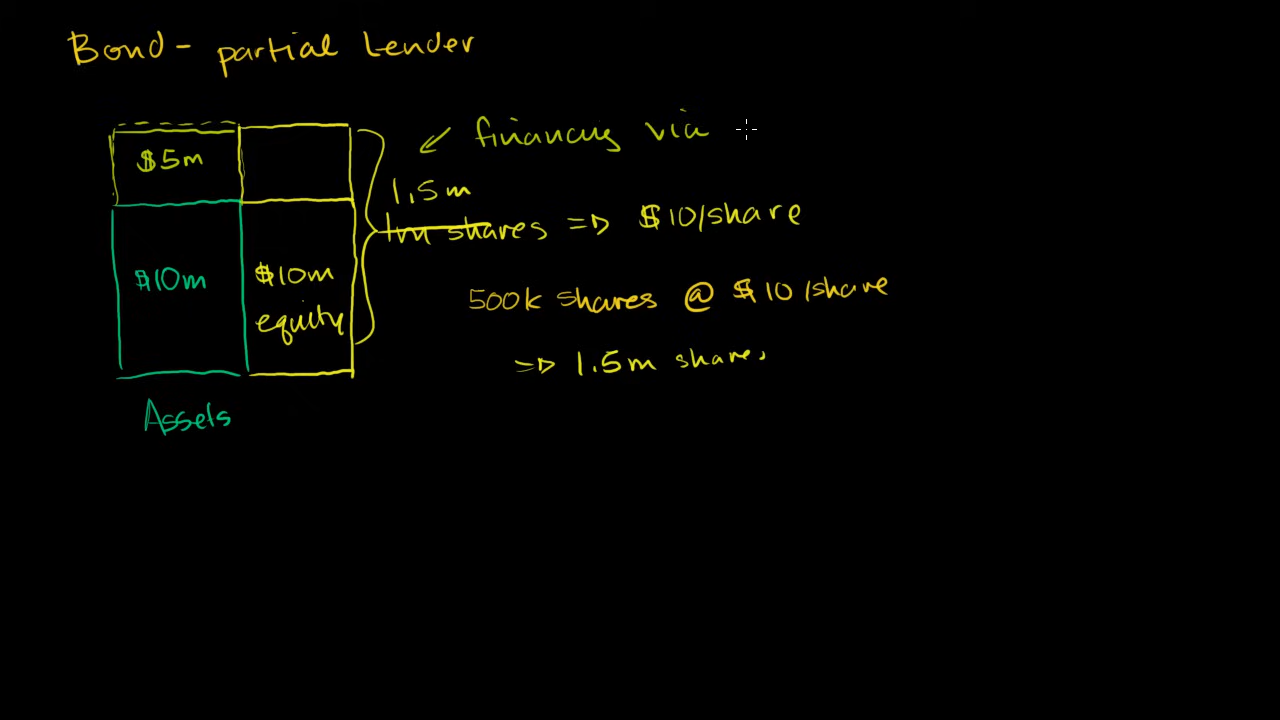 Bond - partial Lender
financing via
$5m
1.5m
1m shares => $10/share
$10m
$10m
equity
500k shares @ $10/share
=> 1.5m shares
Assets